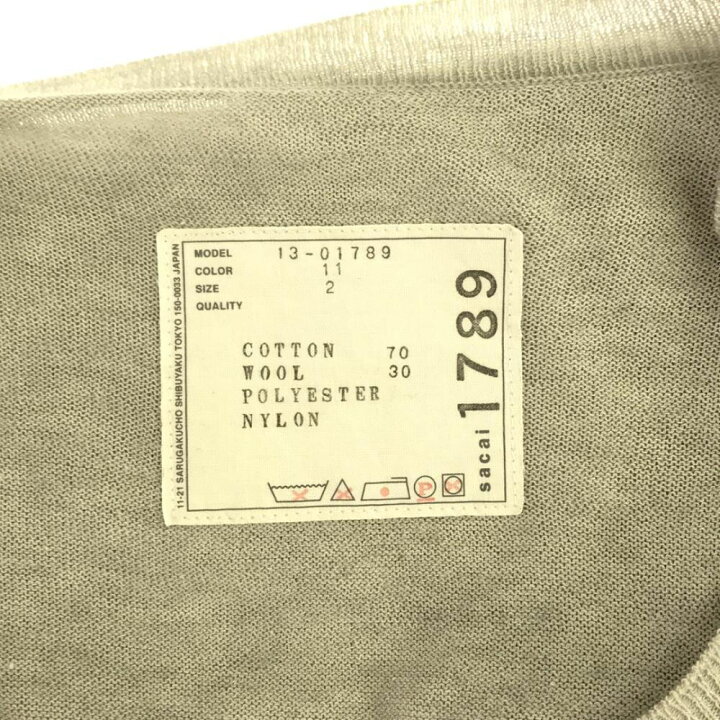 MODEL 13-01789
COLOR 11
SIZE 2
QUALITY
COTTON 70
WOOL 30
POLYESTER
NYLON
P
sacai 1789
11-21 SARUGAKUCHO SHIBUYAKU TOKYO 150-0033 JAPAN